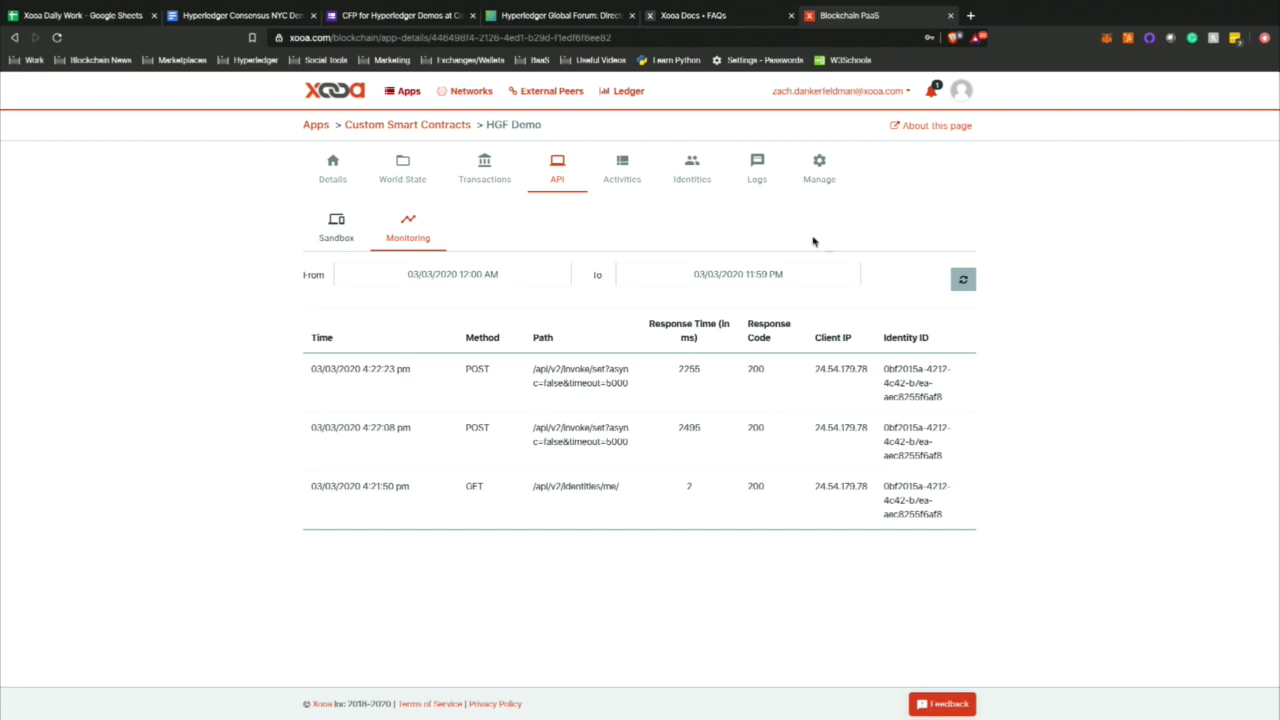 Xooa Daily Work - Google Sheets
Hyperledger Consensus NYC Dem
CFP for Hyperledger Demos at C
Hyperledger Global Forum: Direct
Xooa Docs • FAQs
Blockchain PaaS
xooa.com/blockchain/app-details/446498f4-2126-4ed1-b29d-f1edf6f6ee82
Work Blockchain News Marketplaces Hyperledger Social Tools Marketing Exchanges/Wallets BaaS Useful Videos Learn Python Settings - Passwords W3Schools
xooa Apps Networks External Peers Ledger zach.dankerfeldman@xooa.com 1
Apps > Custom Smart Contracts > HGF Demo About this page
Details World State Transactions API Activities Identities Logs Manage
Sandbox Monitoring
From 03/03/2020 12:00 AM To 03/03/2020 11:59 PM
Time Method Path Response Time (in ms) Response Code Client IP Identity ID
03/03/2020 4:22:23 pm POST /api/v2/invoke/set?asyn 2255 200 24.54.179.78 0bf2015a-4212-
c=false&timeout=5000 4c42-b7ea-
aec8255f6af8
03/03/2020 4:22:08 pm POST /api/v2/invoke/set?asyn 2495 200 24.54.179.78 0bf2015a-4212-
c=false&timeout=5000 4c42-b7ea-
aec8255f6af8
03/03/2020 4:21:50 pm GET /api/v2/identities/me/ 2 200 24.54.179.78 0bf2015a-4212-
4c42-b7ea-
aec8255f6af8
© Xooa Inc 2018-2020 | Terms of Service | Privacy Policy Feedback